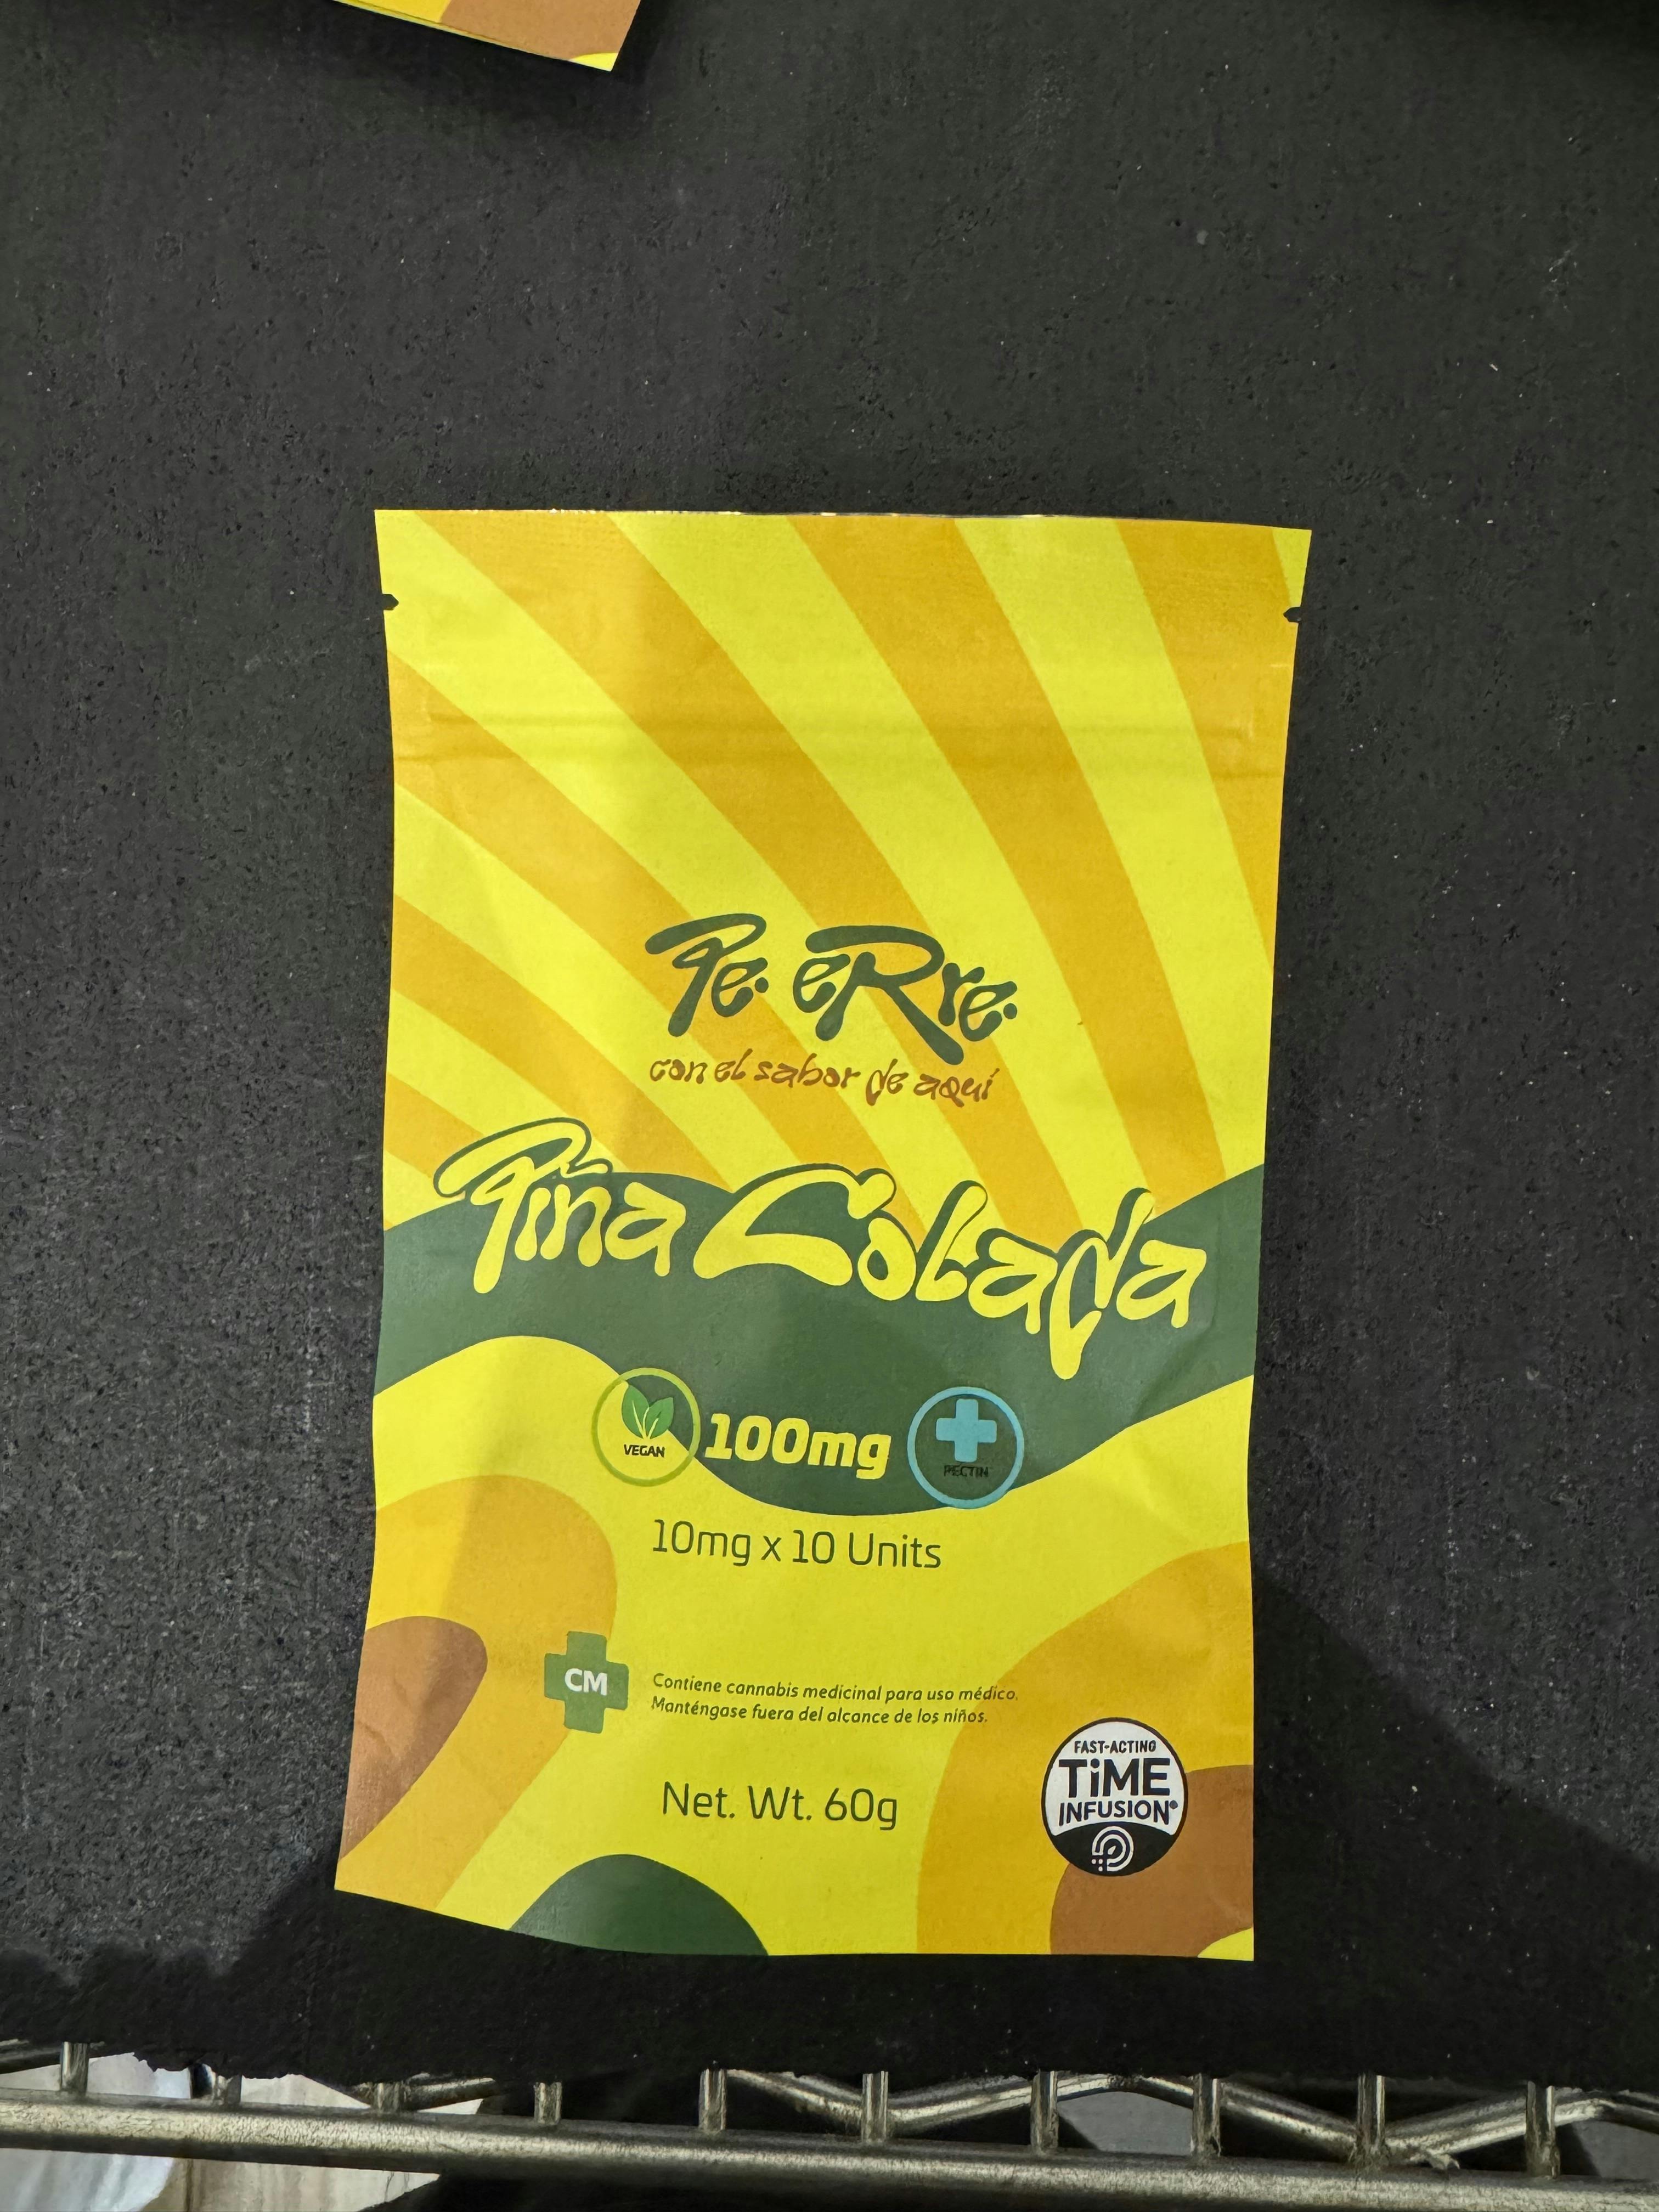 Pe. eRre.
con el sabor de aquí
Piña Colada
VEGAN
100mg
PECTIN
10mg x 10 Units
CM
Contiene cannabis medicinal para uso médico.
Manténgase fuera del alcance de los niños.
FAST-ACTING
TiME
INFUSION®
Net. Wt. 60g